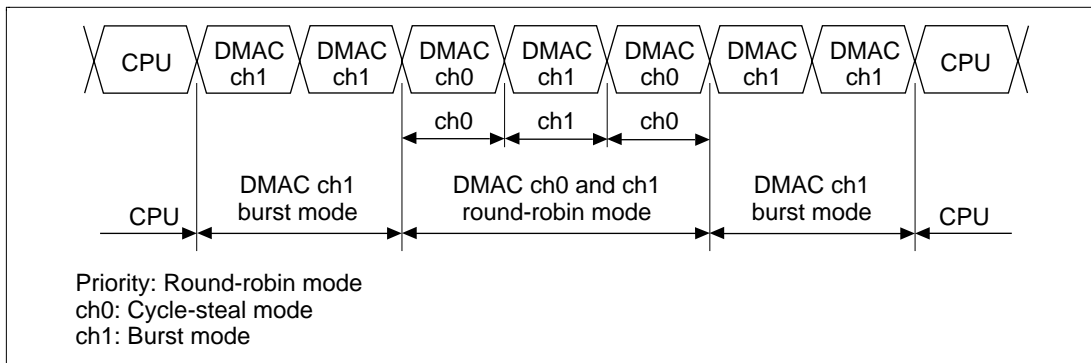 CPU
DMAC
ch1
DMAC
ch1
DMAC
ch0
DMAC
ch1
DMAC
ch0
DMAC
ch1
DMAC
ch1
CPU
ch0
ch1
ch0
CPU
DMAC ch1
burst mode
DMAC ch0 and ch1
round-robin mode
DMAC ch1
burst mode
CPU
Priority: Round-robin mode
ch0: Cycle-steal mode
ch1: Burst mode